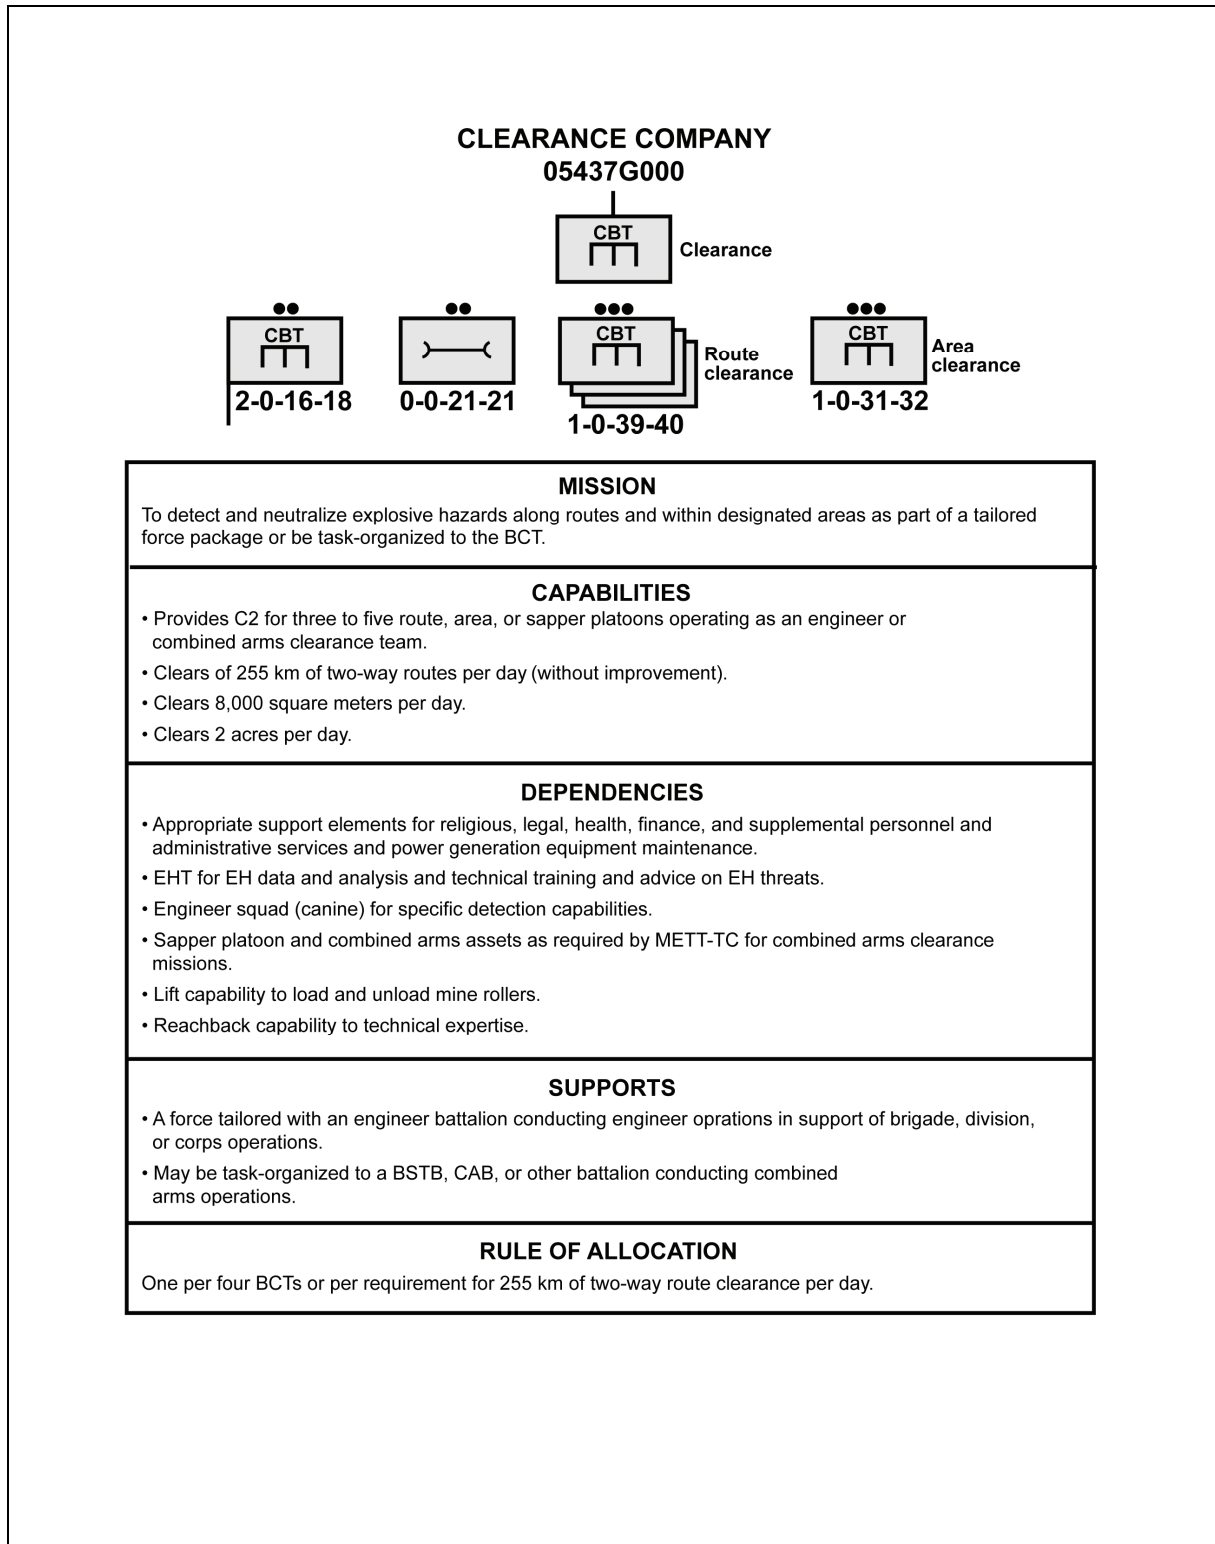 CLEARANCE COMPANY
05437G000
CBT
Clearance
CBT
CBT
Route
clearance
CBT
Area
clearance
2-0-16-18
0-0-21-21
1-0-39-40
1-0-31-32
MISSION
To detect and neutralize explosive hazards along routes and within designated areas as part of a tailored
force package or be task-organized to the BCT.
CAPABILITIES
• Provides C2 for three to five route, area, or sapper platoons operating as an engineer or
combined arms clearance team.
• Clears of 255 km of two-way routes per day (without improvement).
• Clears 8,000 square meters per day.
• Clears 2 acres per day.
DEPENDENCIES
• Appropriate support elements for religious, legal, health, finance, and supplemental personnel and
administrative services and power generation equipment maintenance.
• EHT for EH data and analysis and technical training and advice on EH threats.
• Engineer squad (canine) for specific detection capabilities.
• Sapper platoon and combined arms assets as required by METT-TC for combined arms clearance
missions.
• Lift capability to load and unload mine rollers.
• Reachback capability to technical expertise.
SUPPORTS
• A force tailored with an engineer battalion conducting engineer oprations in support of brigade, division,
or corps operations.
• May be task-organized to a BSTB, CAB, or other battalion conducting combined
arms operations.
RULE OF ALLOCATION
One per four BCTs or per requirement for 255 km of two-way route clearance per day.